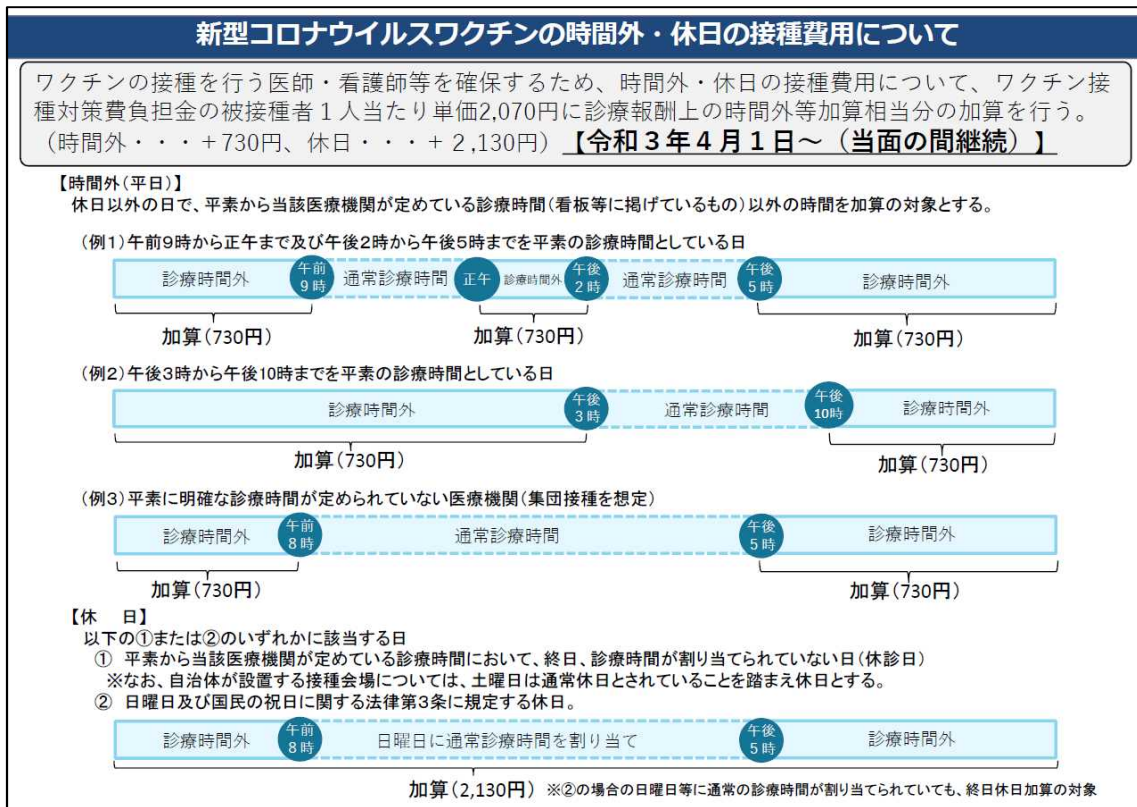 新型コロナウイルスワクチンの時間外・休日の接種費用について
ワクチンの接種を行う医師・看護師等を確保するため、時間外・休日の接種費用について、ワクチン接
種対策費負担金の被接種者１人当たり単価2,070円に診療報酬上の時間外等加算相当分の加算を行う。
（時間外・・・＋730円、休日・・・＋２,130円）【令和３年４月１日～（当面の間継続）】
【時間外（平日）】
休日以外の日で、平素から当該医療機関が定めている診療時間（看板等に掲げているもの）以外の時間を加算の対象とする。
（例１）午前９時から正午まで及び午後２時から午後５時までを平素の診療時間としている日
診療時間外 午前９時 通常診療時間 正午 診療時間外 午後２時 通常診療時間 午後５時 診療時間外
加算（730円） 加算（730円） 加算（730円）
（例２）午後３時から午後10時までを平素の診療時間としている日
診療時間外 午後３時 通常診療時間 午後10時 診療時間外
加算（730円） 加算（730円）
（例３）平素に明確な診療時間が定められていない医療機関（集団接種を想定）
診療時間外 午前８時 通常診療時間 午後５時 診療時間外
加算（730円） 加算（730円）
【休　日】
以下の①または②のいずれかに該当する日
①　平素から当該医療機関が定めている診療時間において、終日、診療時間が割り当てられていない日（休診日）
※なお、自治体が設置する接種会場については、土曜日は通常休日とされていることを踏まえ休日とする。
②　日曜日及び国民の祝日に関する法律第３条に規定する休日。
診療時間外 午前８時 日曜日に通常診療時間を割り当て 午後５時 診療時間外
加算（2,130円） ※②の場合の日曜日等に通常の診療時間が割り当てられていても、終日休日加算の対象